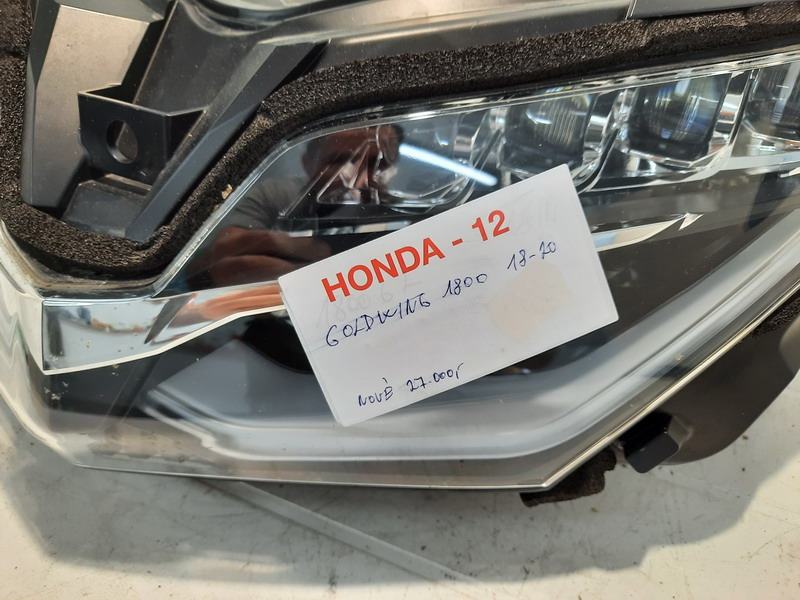 HONDA - 12
GOLDWING 1800 18-20
NOVÉ 27.000,-